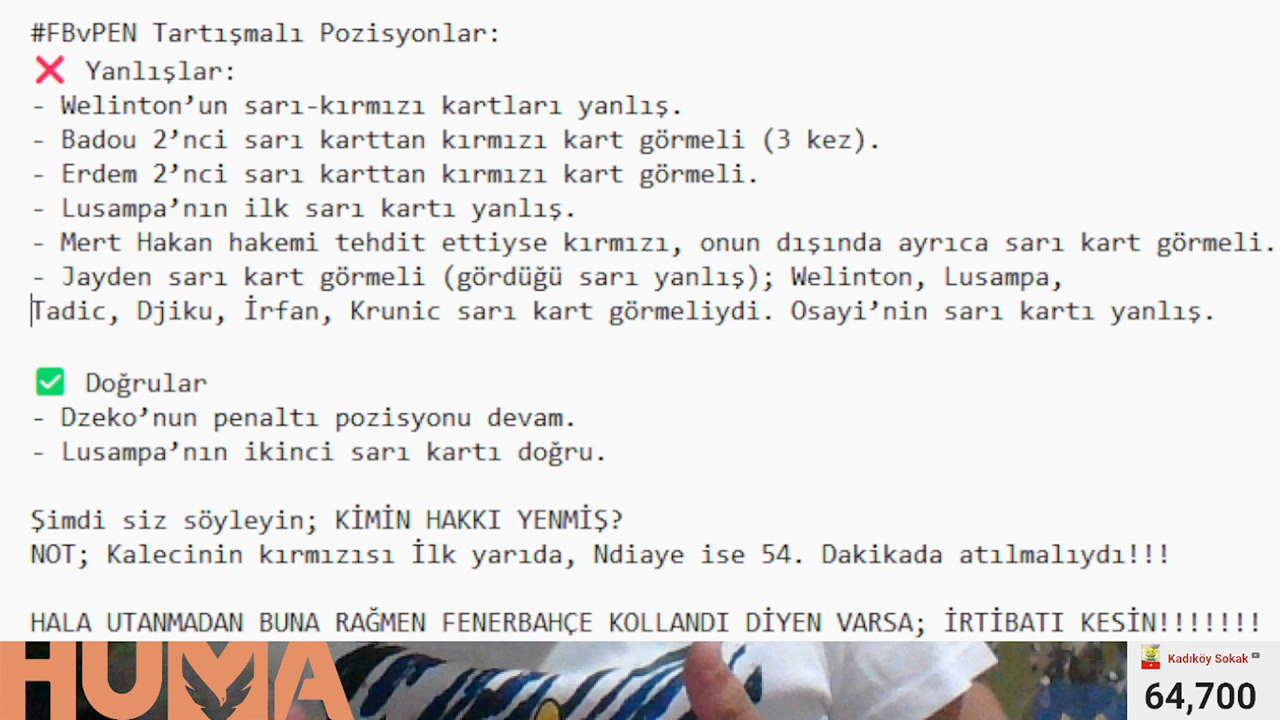 #FBvPEN Tartışmalı Pozisyonlar:
❌ Yanlışlar:
- Welinton’un sarı-kırmızı kartları yanlış.
- Badou 2’nci sarı karttan kırmızı kart görmeli (3 kez).
- Erdem 2’nci sarı karttan kırmızı kart görmeli.
- Lusampa’nın ilk sarı kartı yanlış.
- Mert Hakan hakemi tehdit ettiyse kırmızı, onun dışında ayrıca sarı kart görmeli.
- Jayden sarı kart görmeli (gördüğü sarı yanlış); Welinton, Lusampa,
Tadic, Djiku, İrfan, Krunic sarı kart görmeliydi. Osayi’nin sarı kartı yanlış.
✅ Doğrular
- Dzeko’nun penaltı pozisyonu devam.
- Lusampa’nın ikinci sarı kartı doğru.
Şimdi siz söyleyin; KİMİN HAKKI YENMİŞ?
NOT; Kalecinin kırmızısı İlk yarıda, Ndiaye ise 54. Dakikada atılmalıydı!!!
HALA UTANMADAN BUNA RAĞMEN FENERBAHÇE KOLLANDI DİYEN VARSA; İRTİBATI KESİN!!!!!!!
HUMA
Kadıköy Sokak
64,700